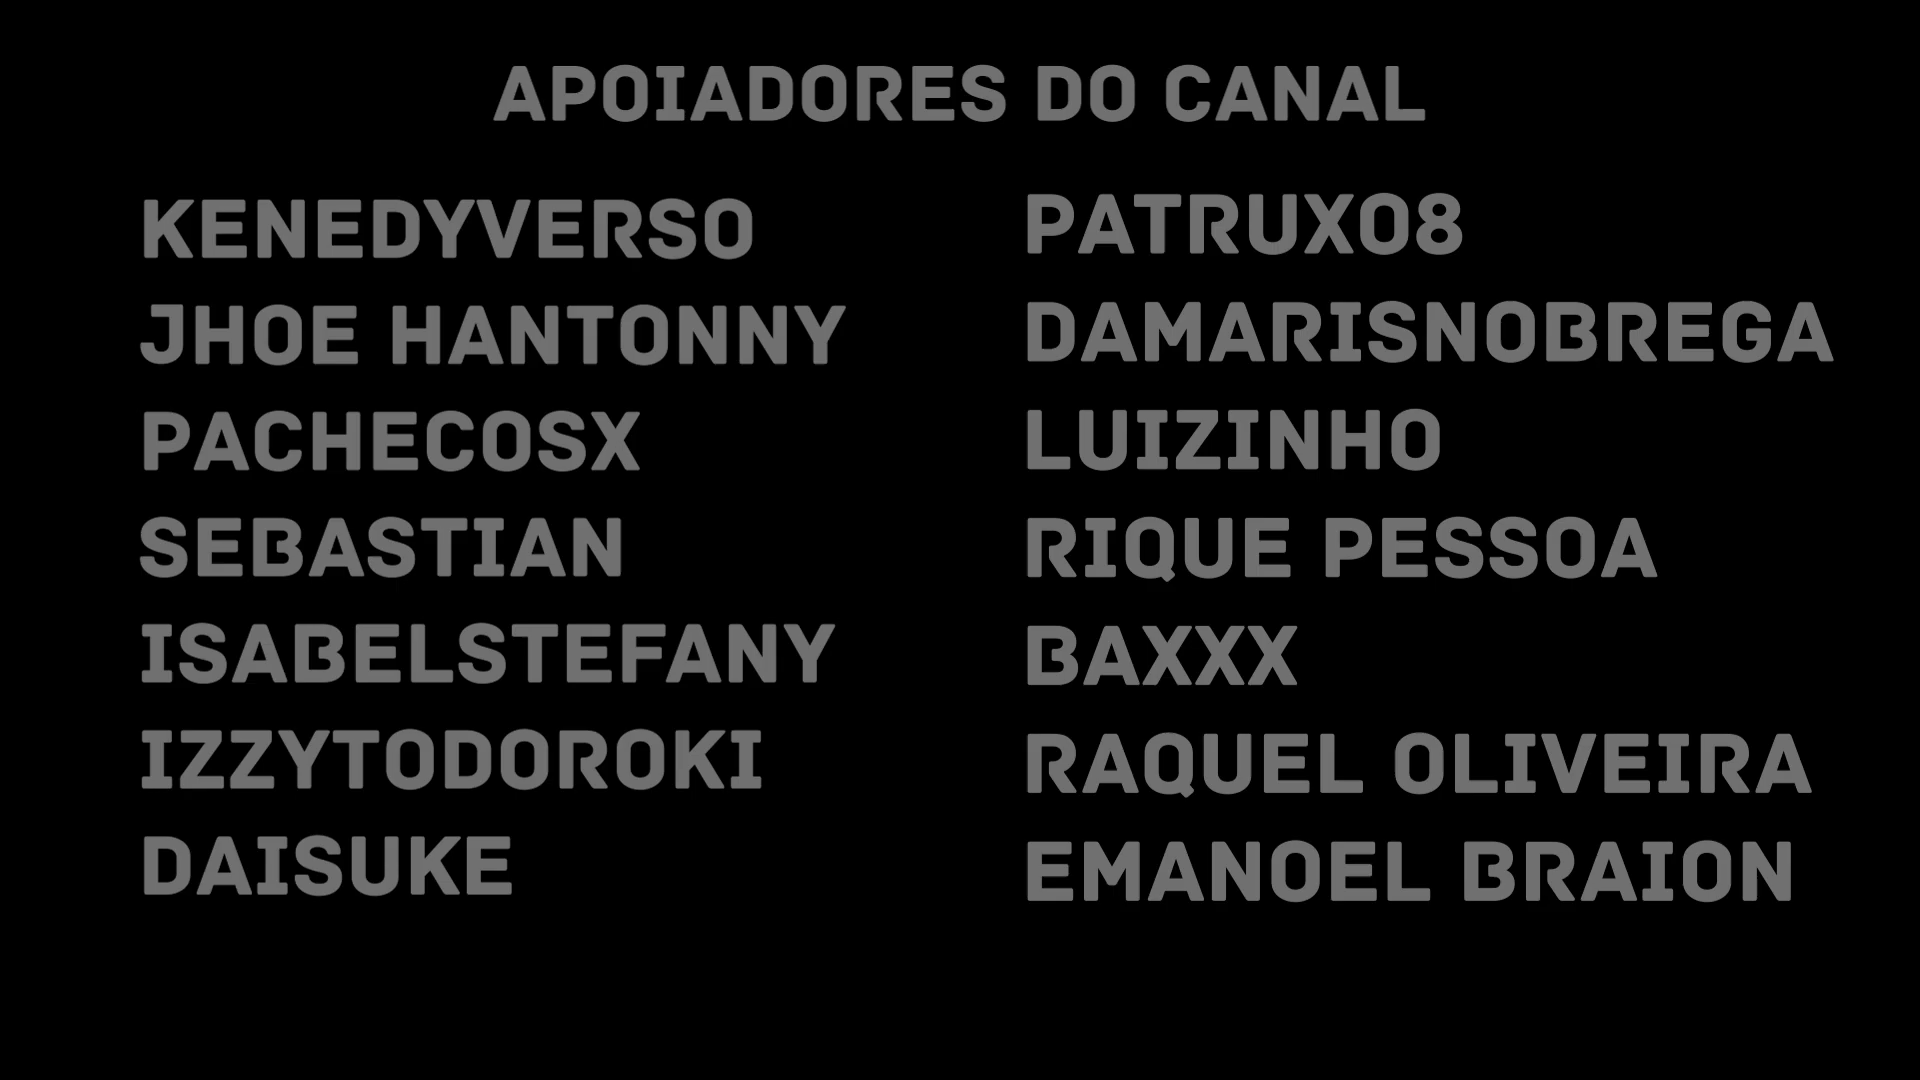 APOIADORES DO CANAL
KENEDYVERSO
JHOE HANTONNY
PACHECOSX
SEBASTIAN
ISABELSTEFANY
IZZYTODOROKI
DAISUKE
PATRUX08
DAMARISNOBREGA
LUIZINHO
RIQUE PESSOA
BAXXX
RAQUEL OLIVEIRA
EMANOEL BRAION